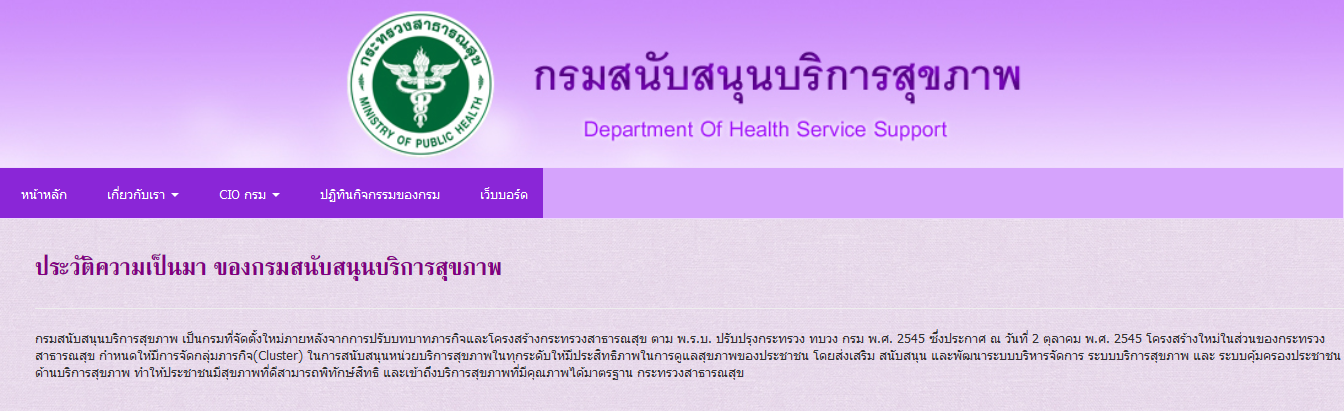 กระทรวงสาธารณสุข
MINISTRY OF PUBLIC HEALTH
กรมสนับสนุนบริการสุขภาพ
Department Of Health Service Support
หน้าหลัก เกี่ยวกับเรา CIO กรม ปฏิทินกิจกรรมของกรม เว็บบอร์ด
ประวัติความเป็นมา ของกรมสนับสนุนบริการสุขภาพ
กรมสนับสนุนบริการสุขภาพ เป็นกรมที่จัดตั้งใหม่ภายหลังจากการปรับบทบาทภารกิจและโครงสร้างกระทรวงสาธารณสุข ตาม พ.ร.บ. ปรับปรุงกระทรวง ทบวง กรม พ.ศ. 2545 ซึ่งประกาศ ณ วันที่ 2 ตุลาคม พ.ศ. 2545 โครงสร้างใหม่ในส่วนของกระทรวง
สาธารณสุข กำหนดให้มีการจัดกลุ่มภารกิจ(Cluster) ในการสนับสนุนหน่วยบริการสุขภาพในทุกระดับให้มีประสิทธิภาพในการดูแลสุขภาพของประชาชน โดยส่งเสริม สนับสนุน และพัฒนาระบบบริหารจัดการ ระบบบริการสุขภาพ และ ระบบคุ้มครองประชาชน
ด้านบริการสุขภาพ ทำให้ประชาชนมีสุขภาพที่ดีสามารถพิทักษ์สิทธิ และเข้าถึงบริการสุขภาพที่มีคุณภาพได้มาตรฐาน กระทรวงสาธารณสุข